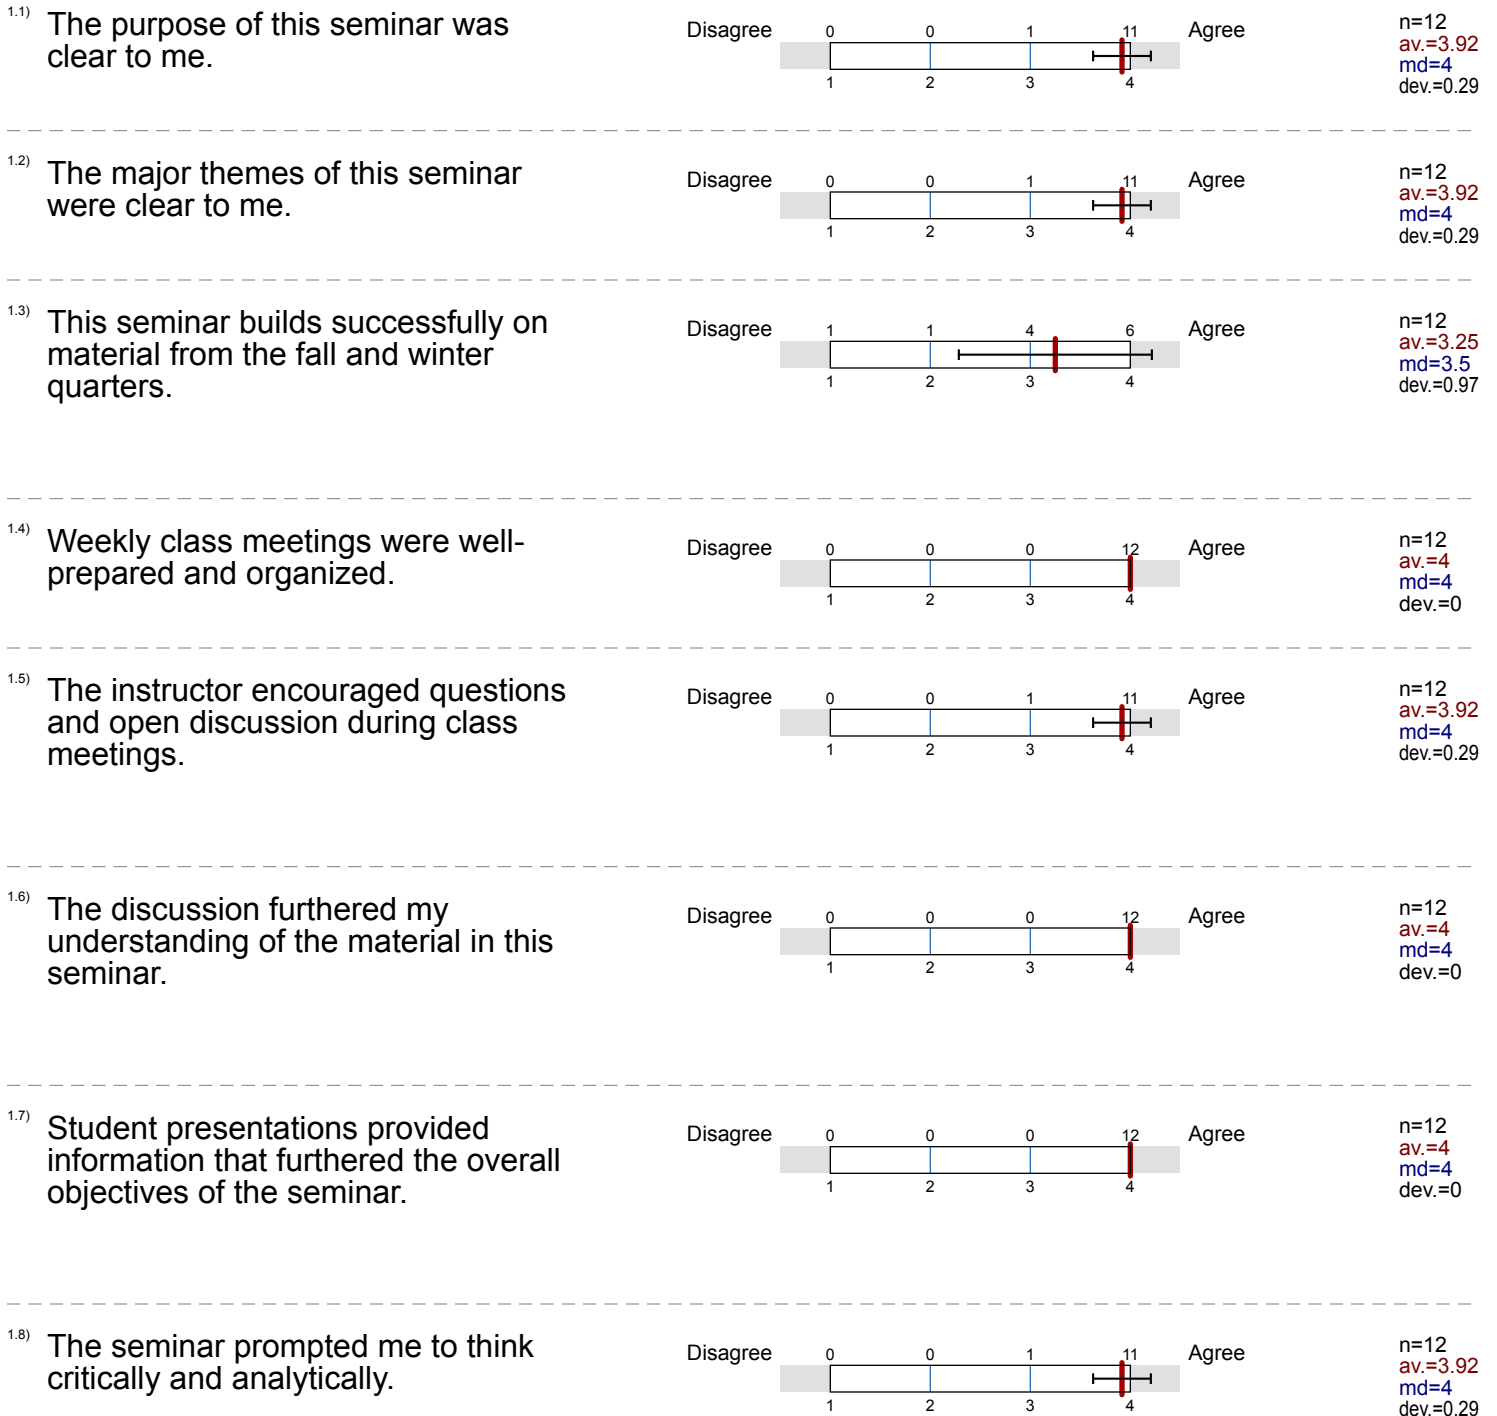 1.1) The purpose of this seminar was
clear to me.
Disagree 0 0 1 11 Agree
1 2 3 4
n=12
av.=3.92
md=4
dev.=0.29
1.2) The major themes of this seminar
were clear to me.
Disagree 0 0 1 11 Agree
1 2 3 4
n=12
av.=3.92
md=4
dev.=0.29
1.3) This seminar builds successfully on
material from the fall and winter
quarters.
Disagree 1 1 4 6 Agree
1 2 3 4
n=12
av.=3.25
md=3.5
dev.=0.97
1.4) Weekly class meetings were well-
prepared and organized.
Disagree 0 0 0 12 Agree
1 2 3 4
n=12
av.=4
md=4
dev.=0
1.5) The instructor encouraged questions
and open discussion during class
meetings.
Disagree 0 0 1 11 Agree
1 2 3 4
n=12
av.=3.92
md=4
dev.=0.29
1.6) The discussion furthered my
understanding of the material in this
seminar.
Disagree 0 0 0 12 Agree
1 2 3 4
n=12
av.=4
md=4
dev.=0
1.7) Student presentations provided
information that furthered the overall
objectives of the seminar.
Disagree 0 0 0 12 Agree
1 2 3 4
n=12
av.=4
md=4
dev.=0
1.8) The seminar prompted me to think
critically and analytically.
Disagree 0 0 1 11 Agree
1 2 3 4
n=12
av.=3.92
md=4
dev.=0.29